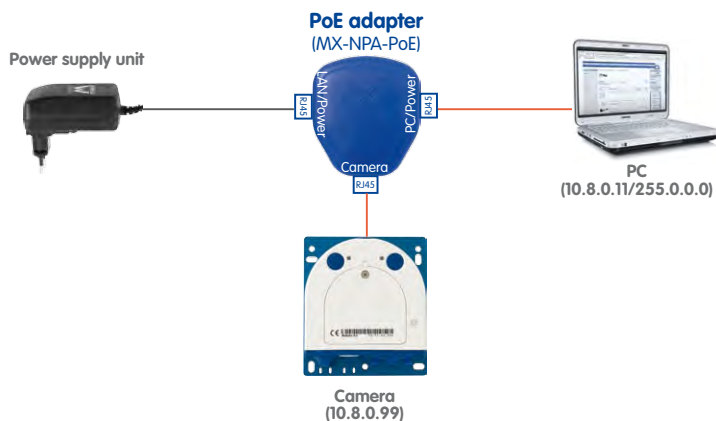 PoE adapter
(MX-NPA-PoE)
Power supply unit
RJ45
LAN/Power
PC/Power
RJ45
Camera
RJ45
PC
(10.8.0.11/255.0.0.0)
Camera
(10.8.0.99)